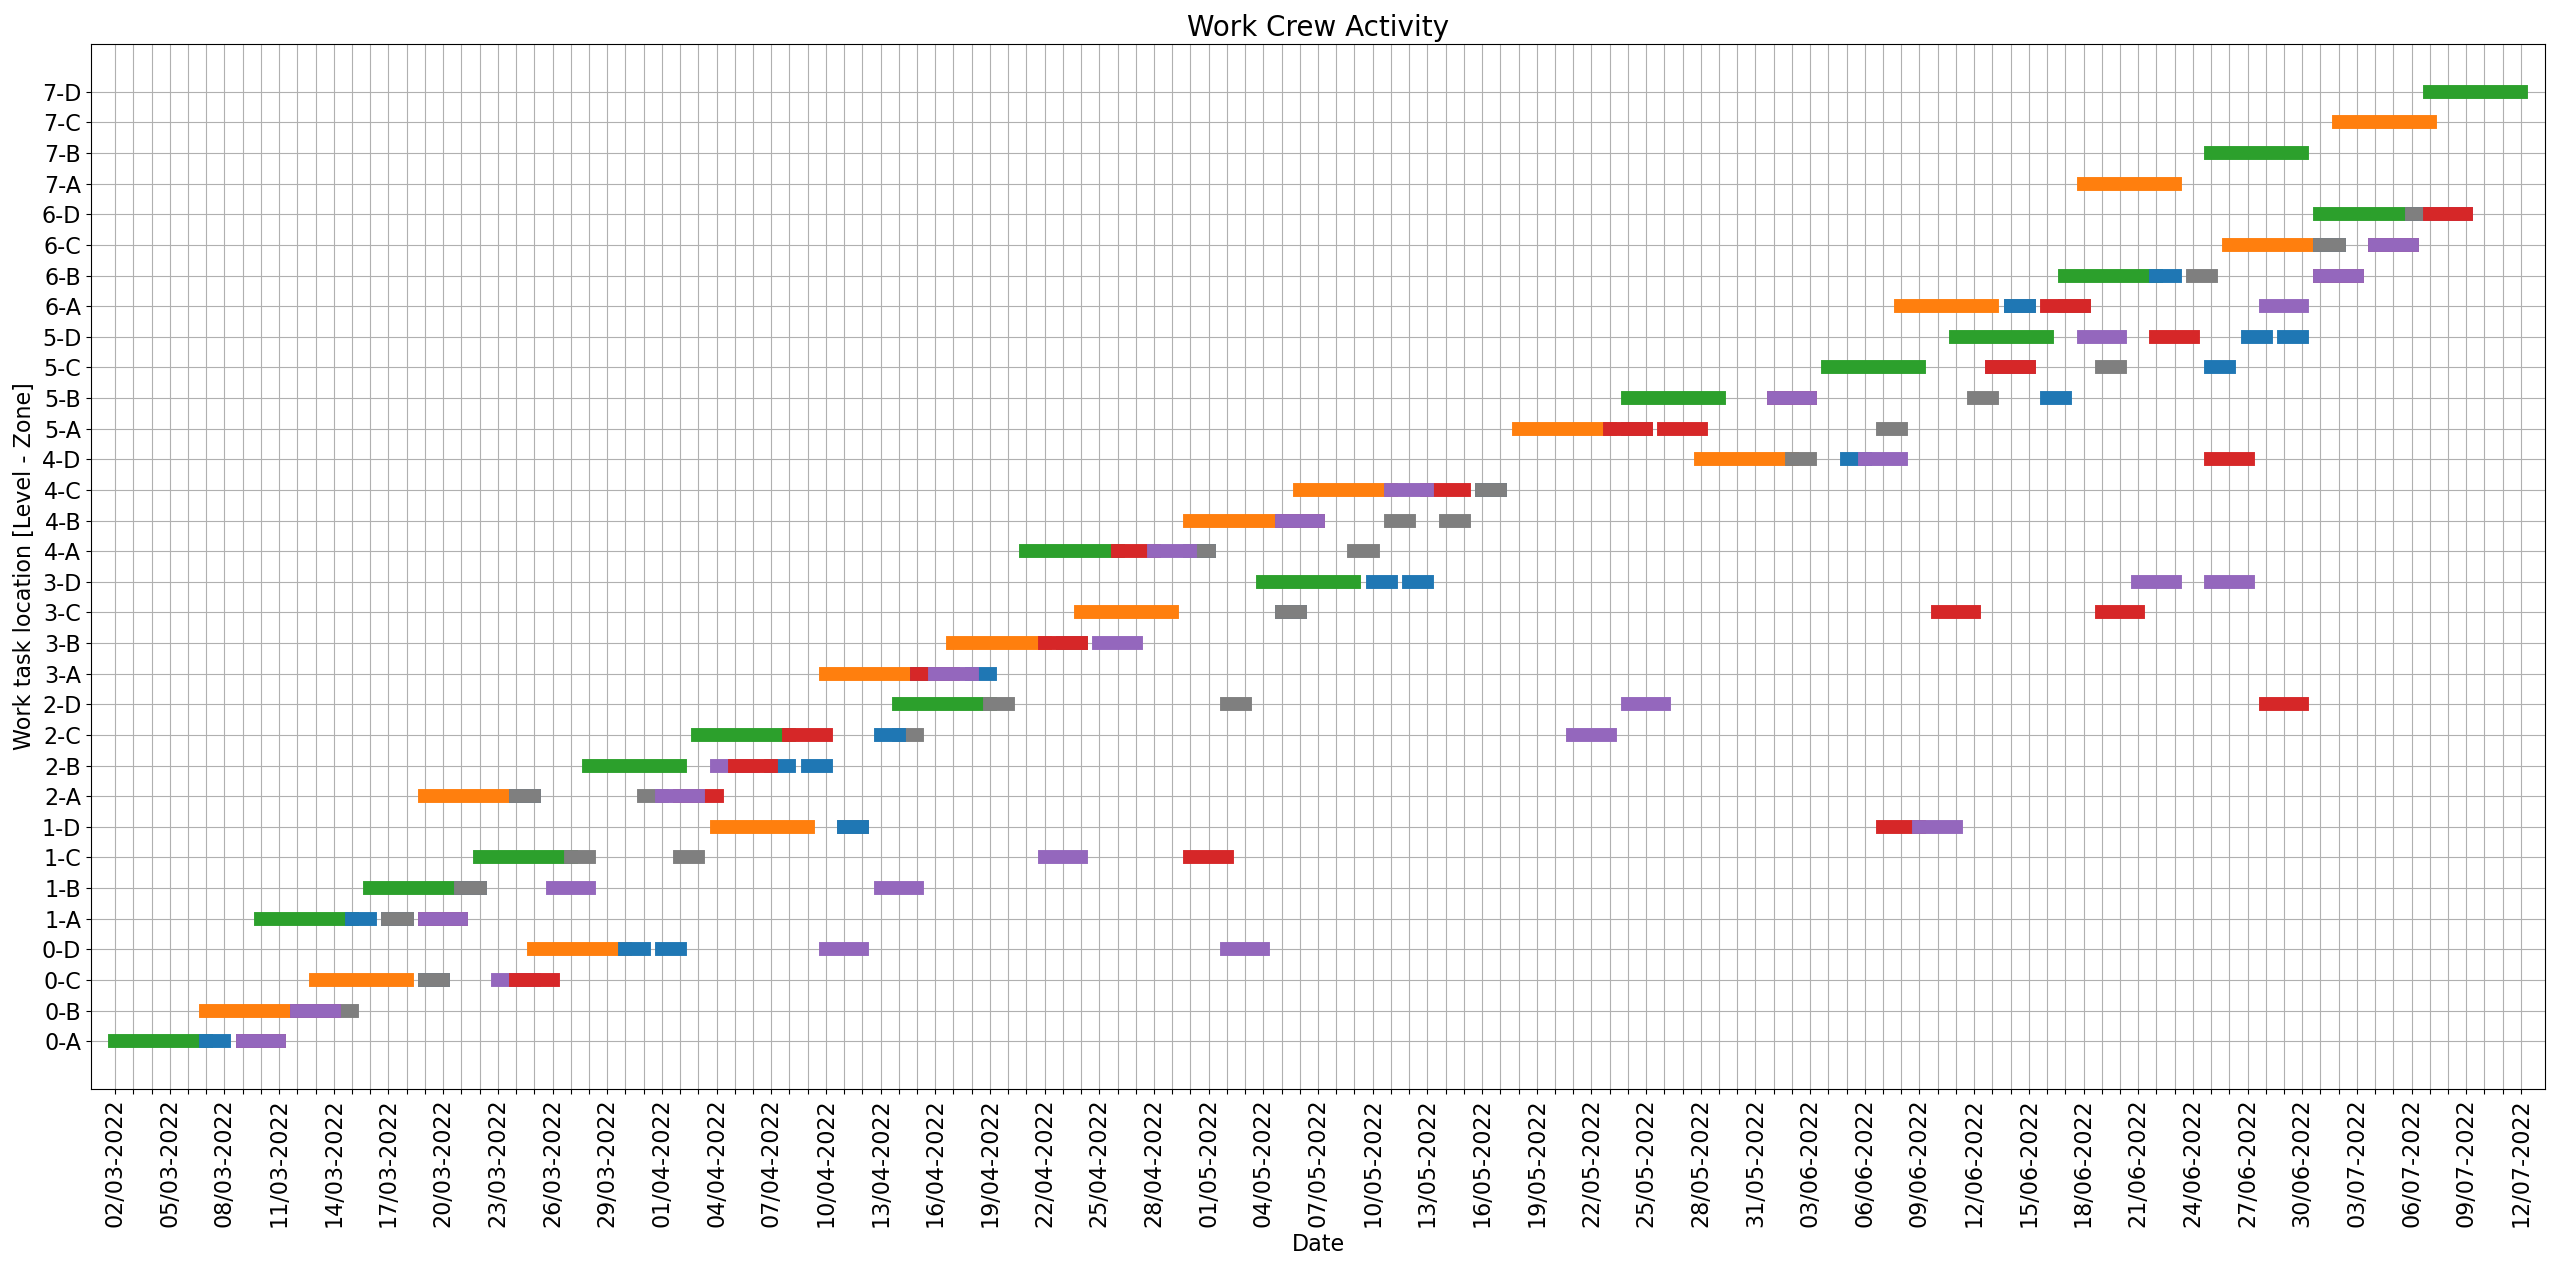 Work Crew Activity
7-D
7-C
7-B
7-A
6-D
6-C
6-B
6-A
5-D
5-C
5-B
5-A
4-D
4-C
4-B
4-A
3-D
3-C
3-B
3-A
2-D
2-C
2-B
2-A
1-D
1-C
1-B
1-A
0-D
0-C
0-B
0-A
Work task location [Level - Zone]
02/03-2022
05/03-2022
08/03-2022
11/03-2022
14/03-2022
17/03-2022
20/03-2022
23/03-2022
26/03-2022
29/03-2022
01/04-2022
04/04-2022
07/04-2022
10/04-2022
13/04-2022
16/04-2022
19/04-2022
22/04-2022
25/04-2022
28/04-2022
01/05-2022
04/05-2022
07/05-2022
10/05-2022
13/05-2022
16/05-2022
19/05-2022
22/05-2022
25/05-2022
28/05-2022
31/05-2022
03/06-2022
06/06-2022
09/06-2022
12/06-2022
15/06-2022
18/06-2022
21/06-2022
24/06-2022
27/06-2022
30/06-2022
03/07-2022
06/07-2022
09/07-2022
12/07-2022
Date